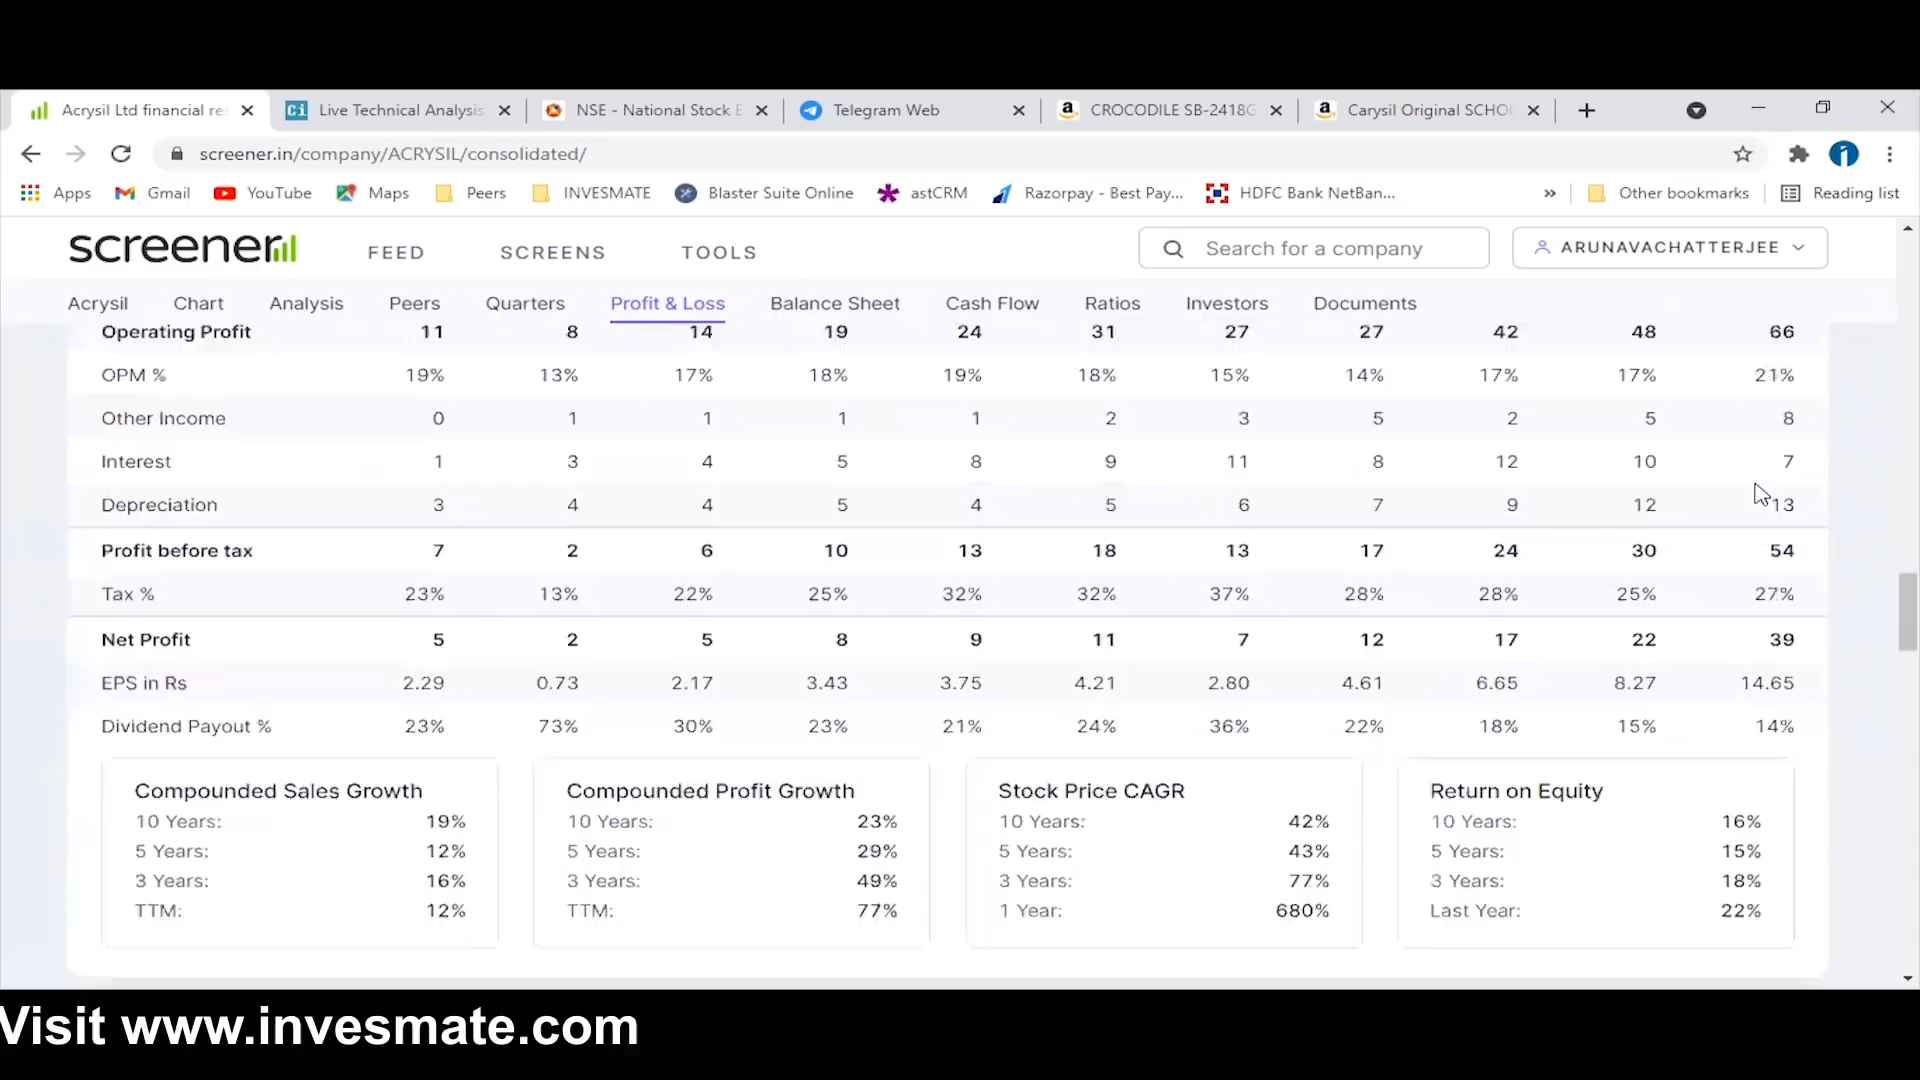 Acrysil Ltd financial res
Live Technical Analysis
NSE - National Stock E
Telegram Web
CROCODILE SB-2418G
Carysil Original SCHO
screener.in/company/ACRYSIL/consolidated/
Apps Gmail YouTube Maps Peers INVESMATE Blaster Suite Online astCRM Razorpay - Best Pay... HDFC Bank NetBan... » Other bookmarks Reading list
screener FEED SCREENS TOOLS Search for a company ARUNAVACHATTERJEE
Acrysil Chart Analysis Peers Quarters Profit & Loss Balance Sheet Cash Flow Ratios Investors Documents
Operating Profit 11 8 14 19 24 31 27 27 42 48 66
OPM % 19% 13% 17% 18% 19% 18% 15% 14% 17% 17% 21%
Other Income 0 1 1 1 1 2 3 5 2 5 8
Interest 1 3 4 5 8 9 11 8 12 10 7
Depreciation 3 4 4 5 4 5 6 7 9 12 13
Profit before tax 7 2 6 10 13 18 13 17 24 30 54
Tax % 23% 13% 22% 25% 32% 32% 37% 28% 28% 25% 27%
Net Profit 5 2 5 8 9 11 7 12 17 22 39
EPS in Rs 2.29 0.73 2.17 3.43 3.75 4.21 2.80 4.61 6.65 8.27 14.65
Dividend Payout % 23% 73% 30% 23% 21% 24% 36% 22% 18% 15% 14%
Compounded Sales Growth
10 Years: 19%
5 Years: 12%
3 Years: 16%
TTM: 12%
Compounded Profit Growth
10 Years: 23%
5 Years: 29%
3 Years: 49%
TTM: 77%
Stock Price CAGR
10 Years: 42%
5 Years: 43%
3 Years: 77%
1 Year: 680%
Return on Equity
10 Years: 16%
5 Years: 15%
3 Years: 18%
Last Year: 22%
Visit www.invesmate.com